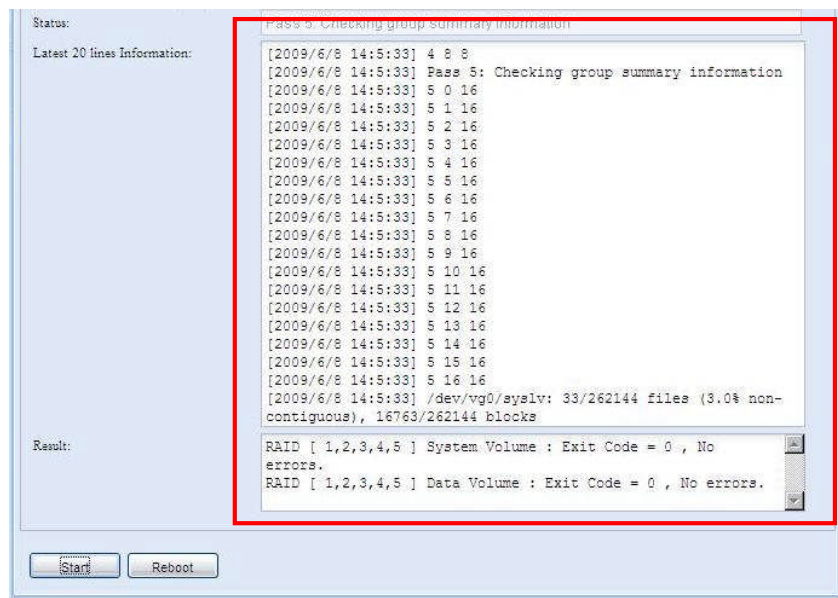 Status:
Pass 5: Checking group summary information
Latest 20 lines Information:
[2009/6/8 14:5:33] 4 8 8
[2009/6/8 14:5:33] Pass 5: Checking group summary information
[2009/6/8 14:5:33] 5 0 16
[2009/6/8 14:5:33] 5 1 16
[2009/6/8 14:5:33] 5 2 16
[2009/6/8 14:5:33] 5 3 16
[2009/6/8 14:5:33] 5 4 16
[2009/6/8 14:5:33] 5 5 16
[2009/6/8 14:5:33] 5 6 16
[2009/6/8 14:5:33] 5 7 16
[2009/6/8 14:5:33] 5 8 16
[2009/6/8 14:5:33] 5 9 16
[2009/6/8 14:5:33] 5 10 16
[2009/6/8 14:5:33] 5 11 16
[2009/6/8 14:5:33] 5 12 16
[2009/6/8 14:5:33] 5 13 16
[2009/6/8 14:5:33] 5 14 16
[2009/6/8 14:5:33] 5 15 16
[2009/6/8 14:5:33] 5 16 16
[2009/6/8 14:5:33] /dev/vg0/syslv: 33/262144 files (3.0% non-
contiguous), 16763/262144 blocks
Result:
RAID [ 1,2,3,4,5 ] System Volume : Exit Code = 0 , No
errors.
RAID [ 1,2,3,4,5 ] Data Volume : Exit Code = 0 , No errors.
Start
Reboot